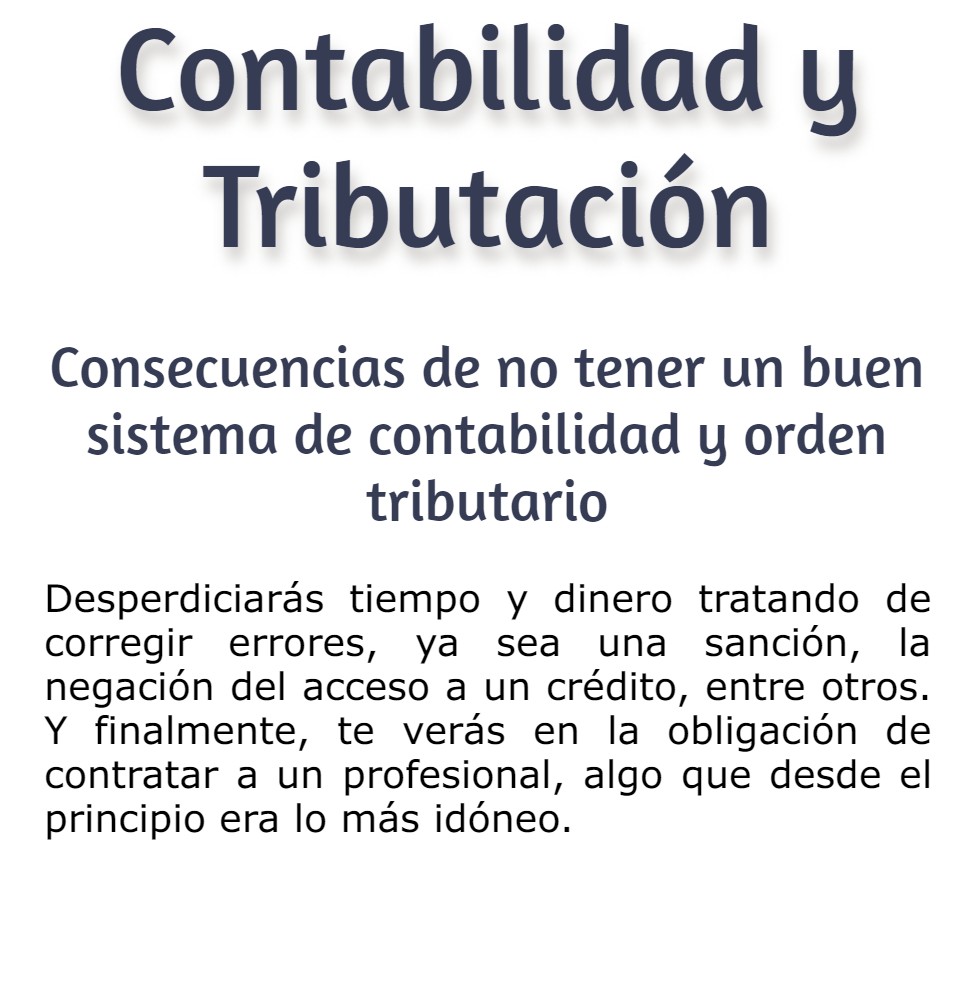 Contabilidad y
Tributación
Consecuencias de no tener un buen
sistema de contabilidad y orden
tributario
Desperdiciarás tiempo y dinero tratando de
corregir errores, ya sea una sanción, la
negación del acceso a un crédito, entre otros.
Y finalmente, te verás en la obligación de
contratar a un profesional, algo que desde el
principio era lo más idóneo.